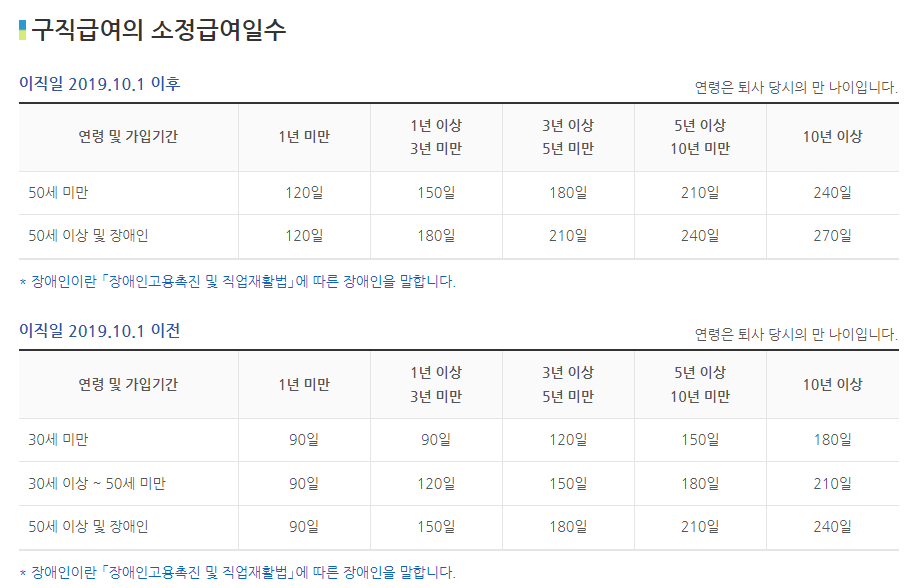 구직급여의 소정급여일수
이직일 2019.10.1 이후
연령은 퇴사 당시의 만 나이입니다.
연령 및 가입기간 1년 미만 1년 이상 3년 미만 3년 이상 5년 미만 5년 이상 10년 미만 10년 이상
50세 미만 120일 150일 180일 210일 240일
50세 이상 및 장애인 120일 180일 210일 240일 270일
* 장애인이란 「장애인고용촉진 및 직업재활법」에 따른 장애인을 말합니다.
이직일 2019.10.1 이전
연령은 퇴사 당시의 만 나이입니다.
연령 및 가입기간 1년 미만 1년 이상 3년 미만 3년 이상 5년 미만 5년 이상 10년 미만 10년 이상
30세 미만 90일 90일 120일 150일 180일
30세 이상 ~ 50세 미만 90일 120일 150일 180일 210일
50세 이상 및 장애인 90일 150일 180일 210일 240일
* 장애인이란 「장애인고용촉진 및 직업재활법」에 따른 장애인을 말합니다.